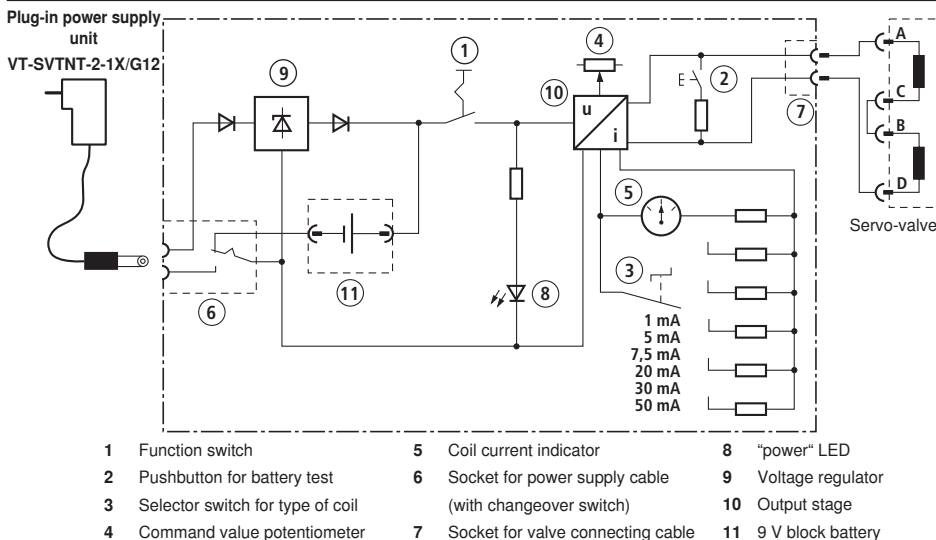 Plug-in power supply
unit
VT-SVTNT-2-1X/G12
1
4
9
10
u
i
2
7
A
C
B
D
Servo-valve
5
3
6
11
8
1 mA
5 mA
7,5 mA
20 mA
30 mA
50 mA
1 Function switch
2 Pushbutton for battery test
3 Selector switch for type of coil
4 Command value potentiometer
5 Coil current indicator
6 Socket for power supply cable
(with changeover switch)
7 Socket for valve connecting cable
8 “power“ LED
9 Voltage regulator
10 Output stage
11 9 V block battery